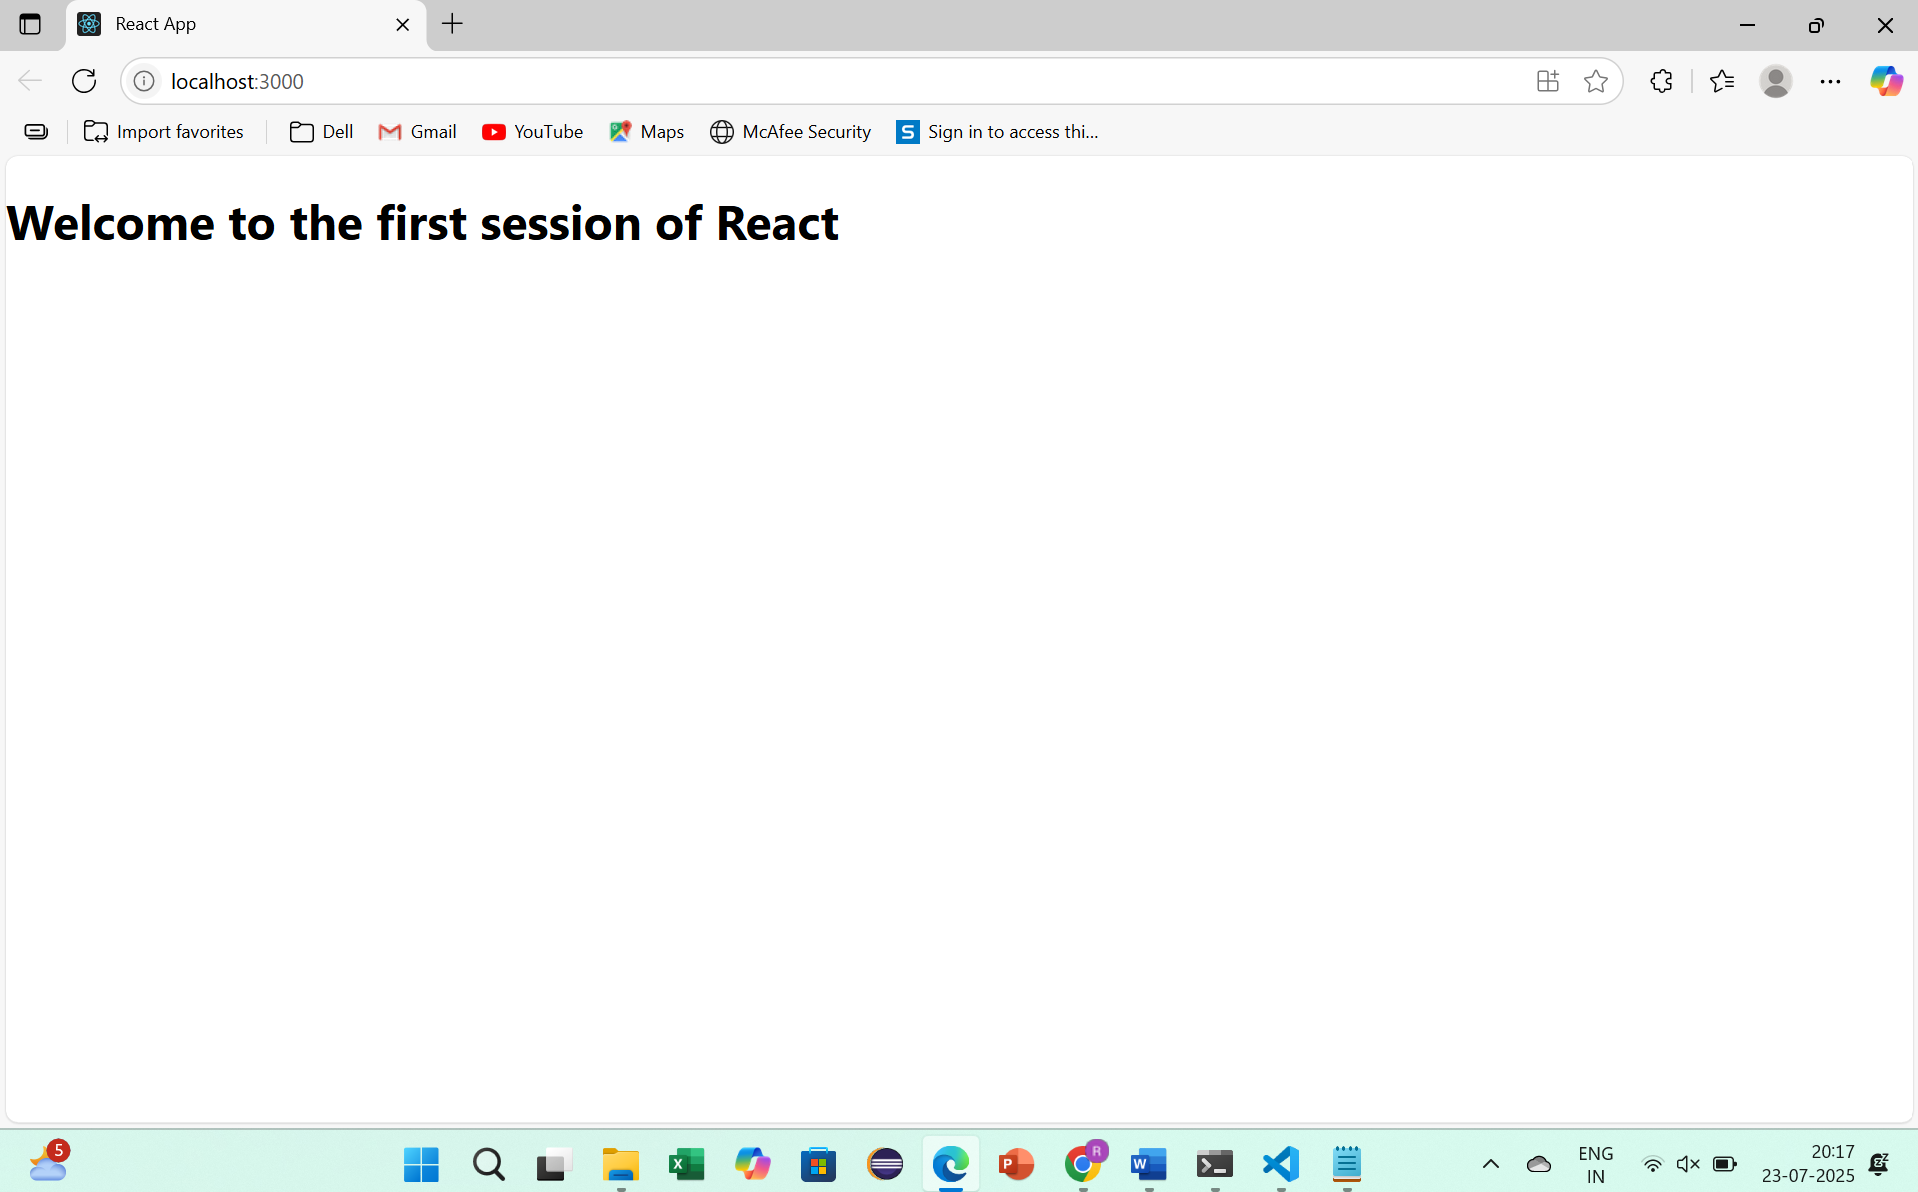 React App
localhost:3000
Import favorites Dell Gmail YouTube Maps McAfee Security Sign in to access thi...
Welcome to the first session of React
5
R
ENG
IN
20:17
23-07-2025